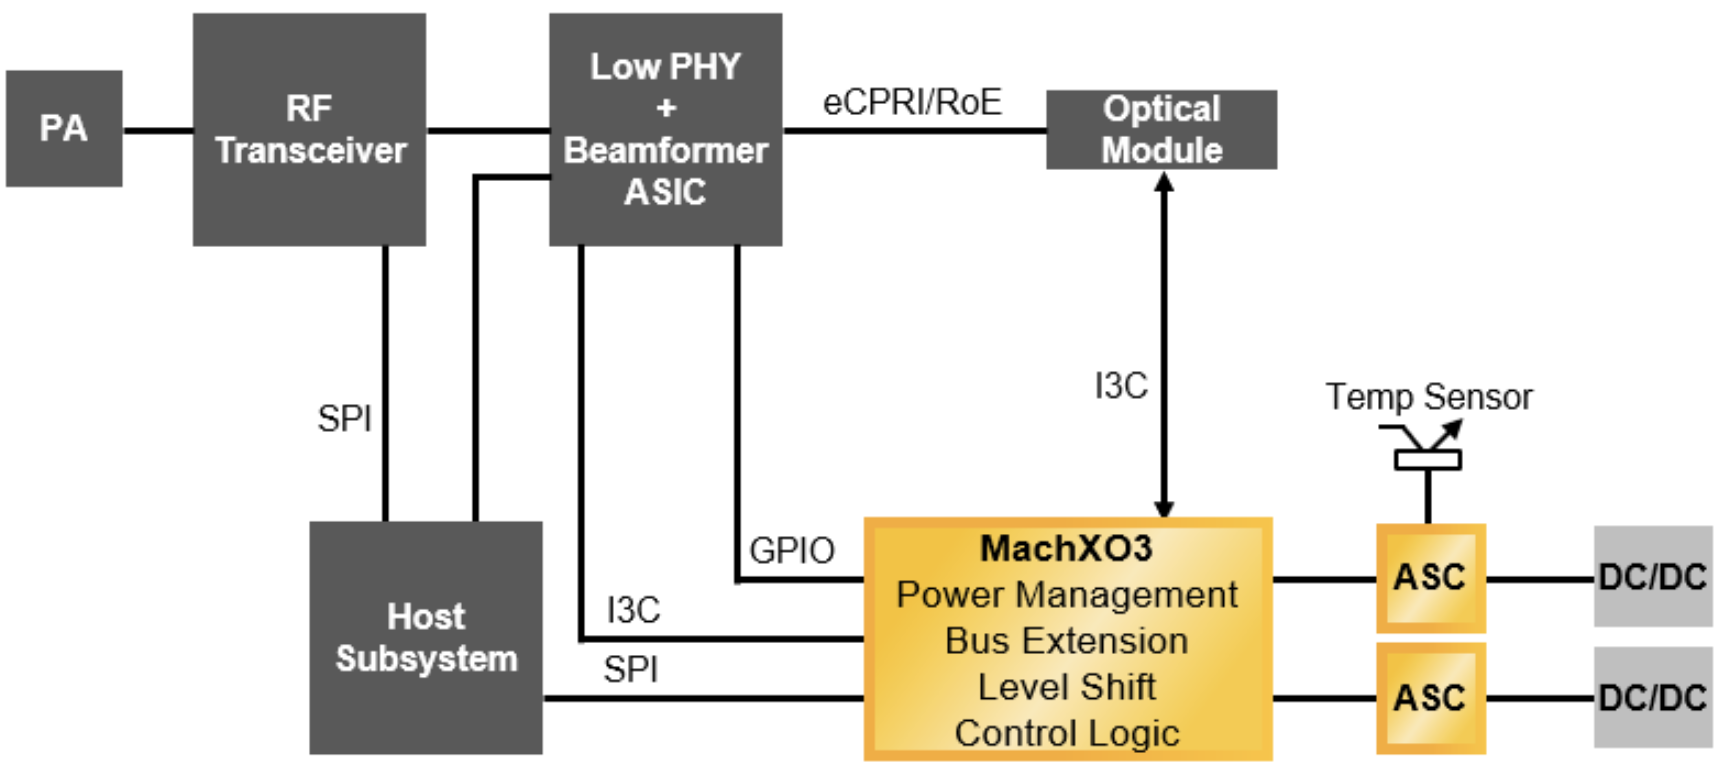 PA
RF
Transceiver
Low PHY
+
Beamformer
ASIC
eCPRI/RoE
Optical
Module
SPI
I3C
Temp Sensor
GPIO
I3C
SPI
Host
Subsystem
MachXO3
Power Management
Bus Extension
Level Shift
Control Logic
ASC
DC/DC
ASC
DC/DC